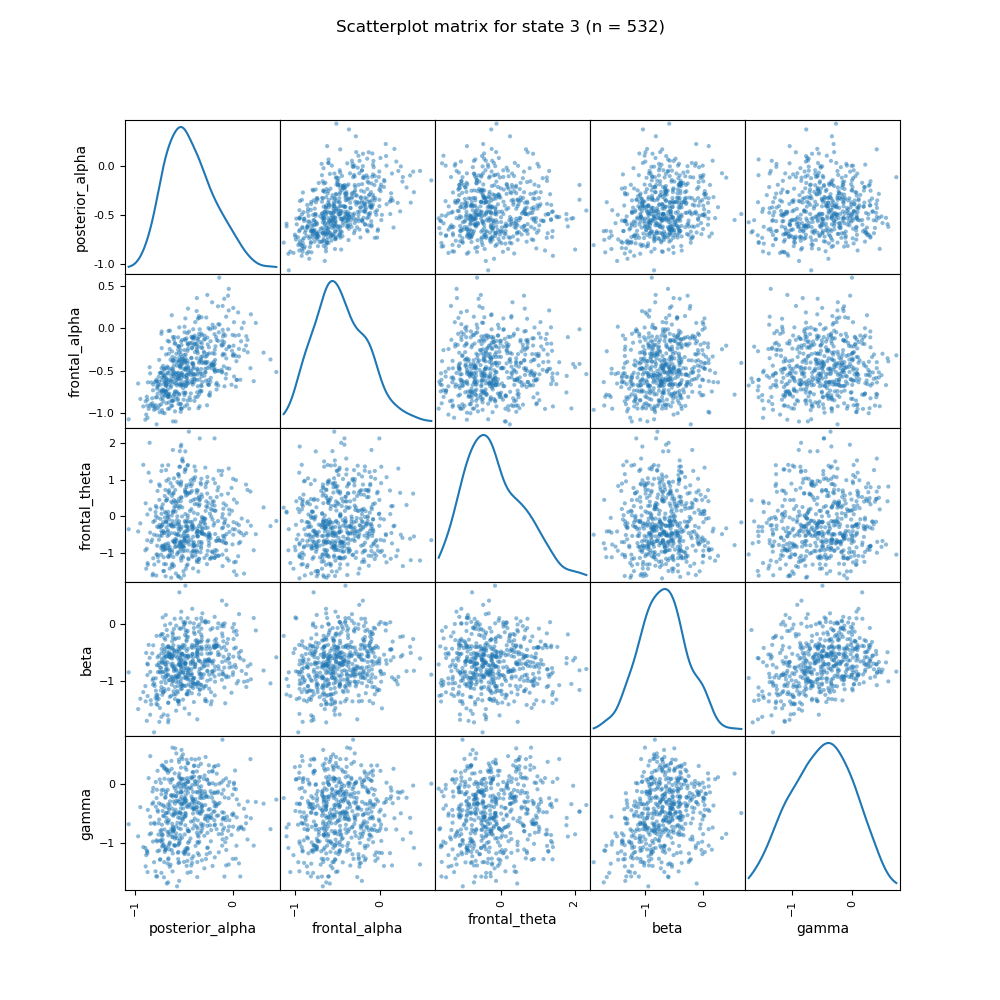 Scatterplot matrix for state 3 (n = 532)
posterior_alpha
0.0
-0.5
-1.0
frontal_alpha
0.5
0.0
−0.5
−1.0
frontal_theta
2
1
0
−1
beta
0
−1
gamma
0
−1
−1 0 −1 0 0 2 −1 0 −1 0
posterior_alpha frontal_alpha frontal_theta beta gamma